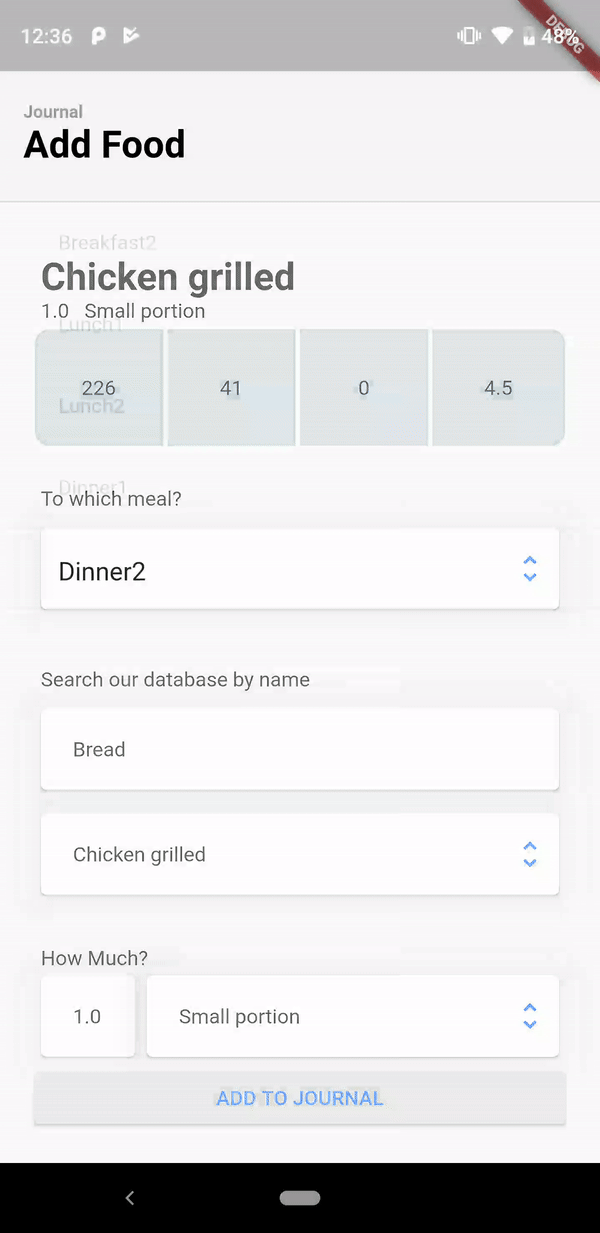 12:36
48%
DEBUG
Journal
Add Food
Breakfast2
Chicken grilled
1.0 Small portion
Lunch1
226 41 0 4.5
Lunch2
Dinner1
To which meal?
Dinner2
Search our database by name
Bread
Chicken grilled
How Much?
1.0 Small portion
ADD TO JOURNAL